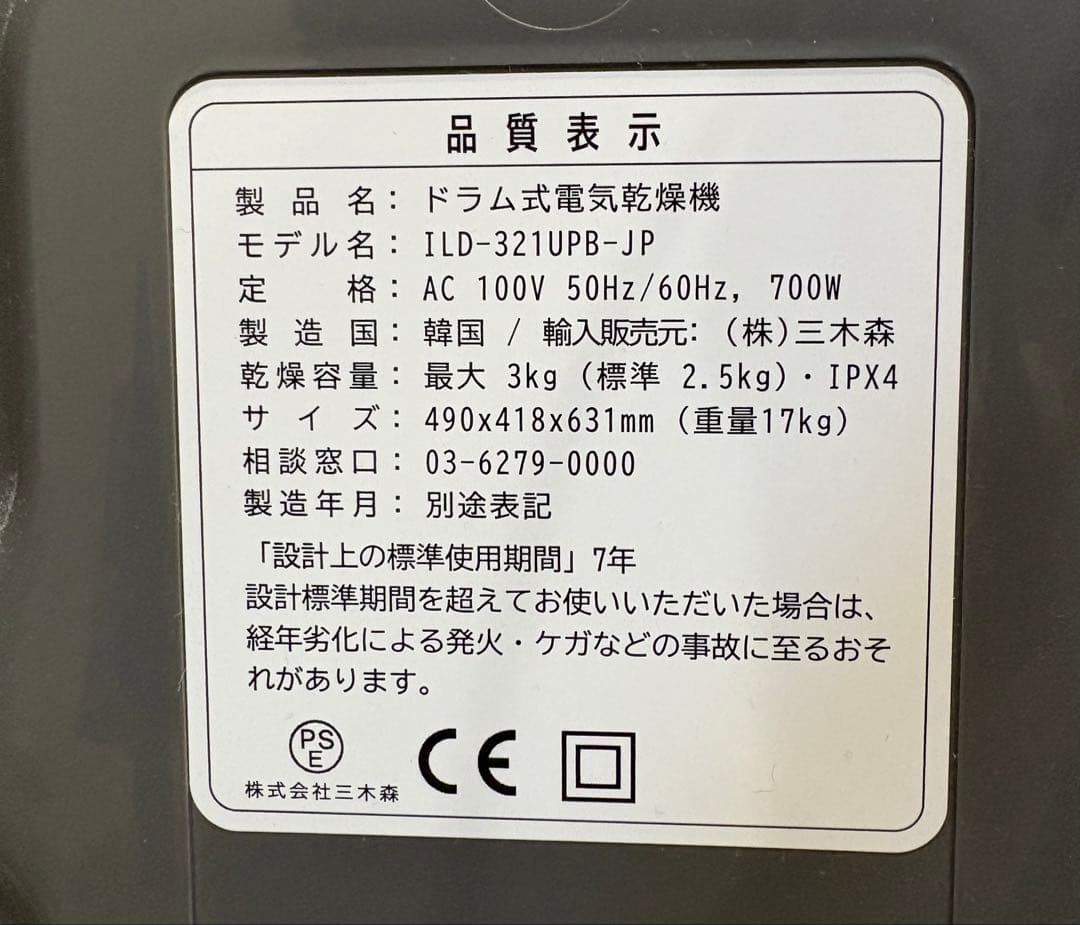 品質表示
製品名：ドラム式電気乾燥機
モデル名：ILD-321UPB-JP
定格：AC 100V 50Hz/60Hz, 700W
製造国：韓国 / 輸入販売元:（株)三木森
乾燥容量：最大 3kg（標準 2.5kg)・IPX4
サイズ：490x418x631mm（重量17kg）
相談窓口：03-6279-0000
製造年月：別途表記
「設計上の標準使用期間」7年
設計標準期間を超えてお使いいただいた場合は、
経年劣化による発火・ケガなどの事故に至るおそ
れがあります。
PSE CE
株式会社三木森